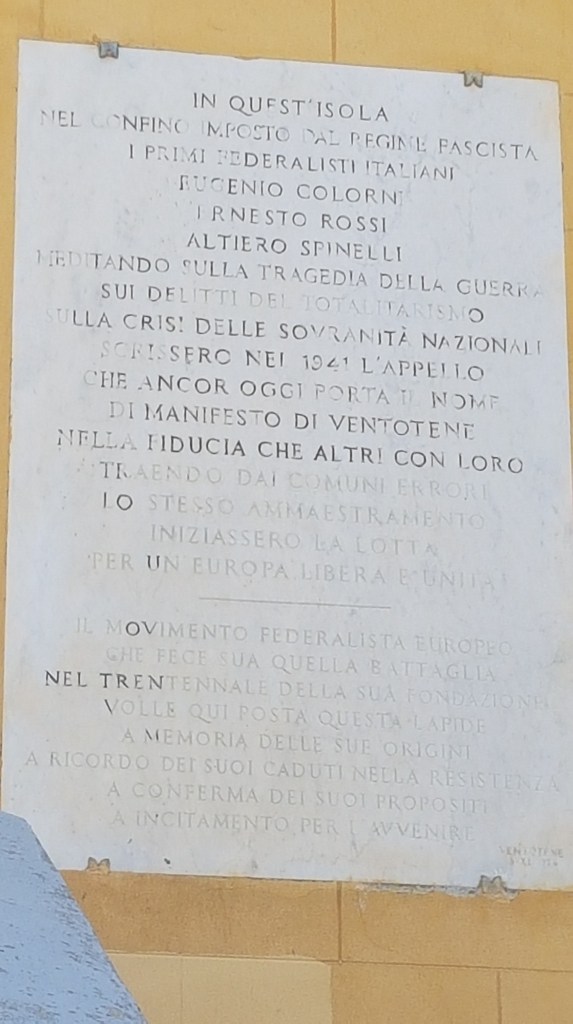 IN QUEST'ISOLA
NEL CONFINO IMPOSTO DAL REGIME FASCISTA
I PRIMI FEDERALISTI ITALIANI
EUGENIO COLORNI
ERNESTO ROSSI
ALTIERO SPINELLI
MEDITANDO SULLA TRAGEDIA DELLA GUERRA
SUI DELITTI DEL TOTALITARISMO
SULLA CRISI DELLE SOVRANITÀ NAZIONALI
SCRISSERO NEL 1941 L'APPELLO
CHE ANCOR OGGI PORTA IL NOME
DI MANIFESTO DI VENTOTENE
NELLA FIDUCIA CHE ALTRI CON LORO
TRAENDO DAI COMUNI ERRORI
LO STESSO AMMAESTRAMENTO
INIZIASSERO LA LOTTA
PER UN'EUROPA LIBERA E UNITA
IL MOVIMENTO FEDERALISTA EUROPEO
CHE FECE SUA QUELLA BATTAGLIA
NEL TRENTENNALE DELLA SUA FONDAZIONE
VOLLE QUI POSTA QUESTA LAPIDE
A MEMORIA DELLE SUE ORIGINI
A RICORDO DEI SUOI CADUTI NELLA RESISTENZA
A CONFERMA DEI SUOI PROPOSITI
A INCITAMENTO PER L'AVVENIRE
VENTOTENE